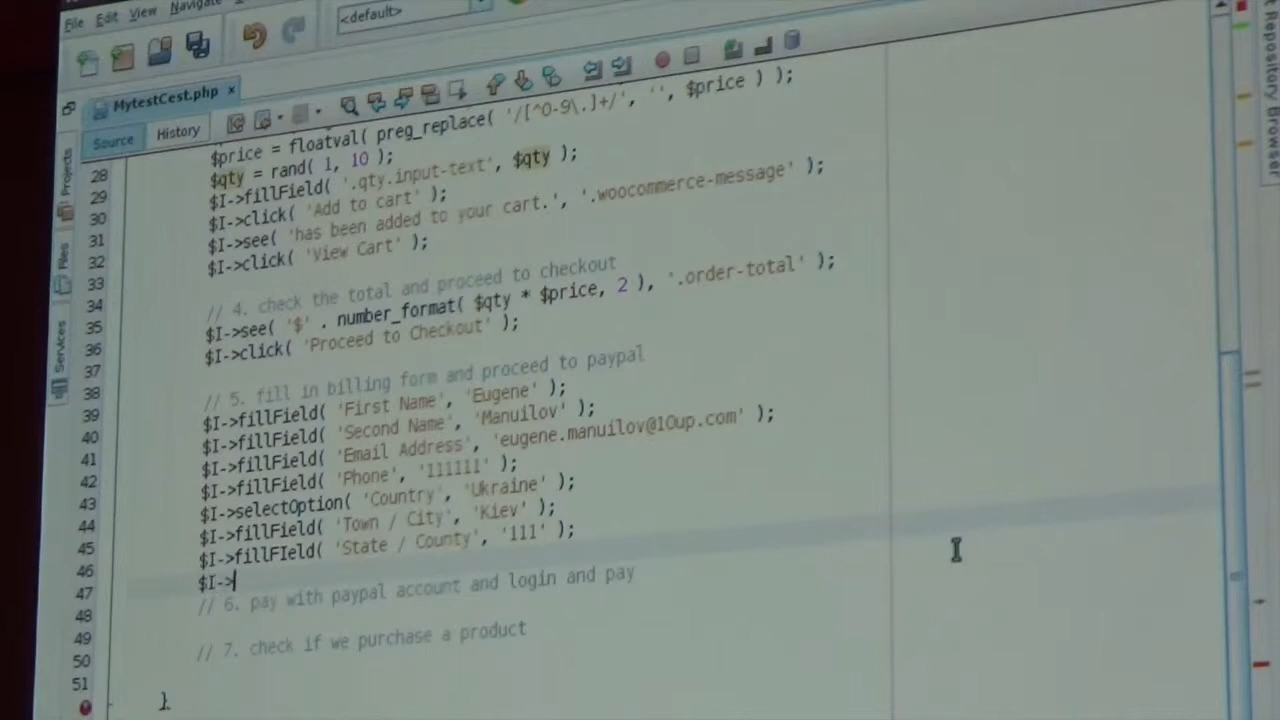 File Edit View Navigate
<default>
MytestCest.php x
Source History
$price = floatval( preg_replace( '/[^0-9\.]+/', '', $price ) );
28 $qty = rand( 1, 10 );
29 $I->fillField( '.qty.input-text', $qty );
30 $I->click( 'Add to cart' );
31 $I->see( 'has been added to your cart.', '.woocommerce-message' );
32 $I->click( 'View Cart' );
33
34 // 4. check the total and proceed to checkout
35 $I->see( '$' . number_format( $qty * $price, 2 ), '.order-total' );
36 $I->click( 'Proceed to Checkout' );
37
38 // 5. fill in billing form and proceed to paypal
39 $I->fillField( 'First Name', 'Eugene' );
40 $I->fillField( 'Second Name', 'Manuilov' );
41 $I->fillField( 'Email Address', 'eugene.manuilov@10up.com' );
42 $I->fillField( 'Phone', '111111' );
43 $I->selectOption( 'Country', 'Ukraine' );
44 $I->fillField( 'Town / City', 'Kiev' );
45 $I->fillFIeld( 'State / County', '111' );
46 $I->
47 // 6. pay with paypal account and login and pay
48
49 // 7. check if we purchase a product
50
51
}
Projects
Files
Services
Repository Browser